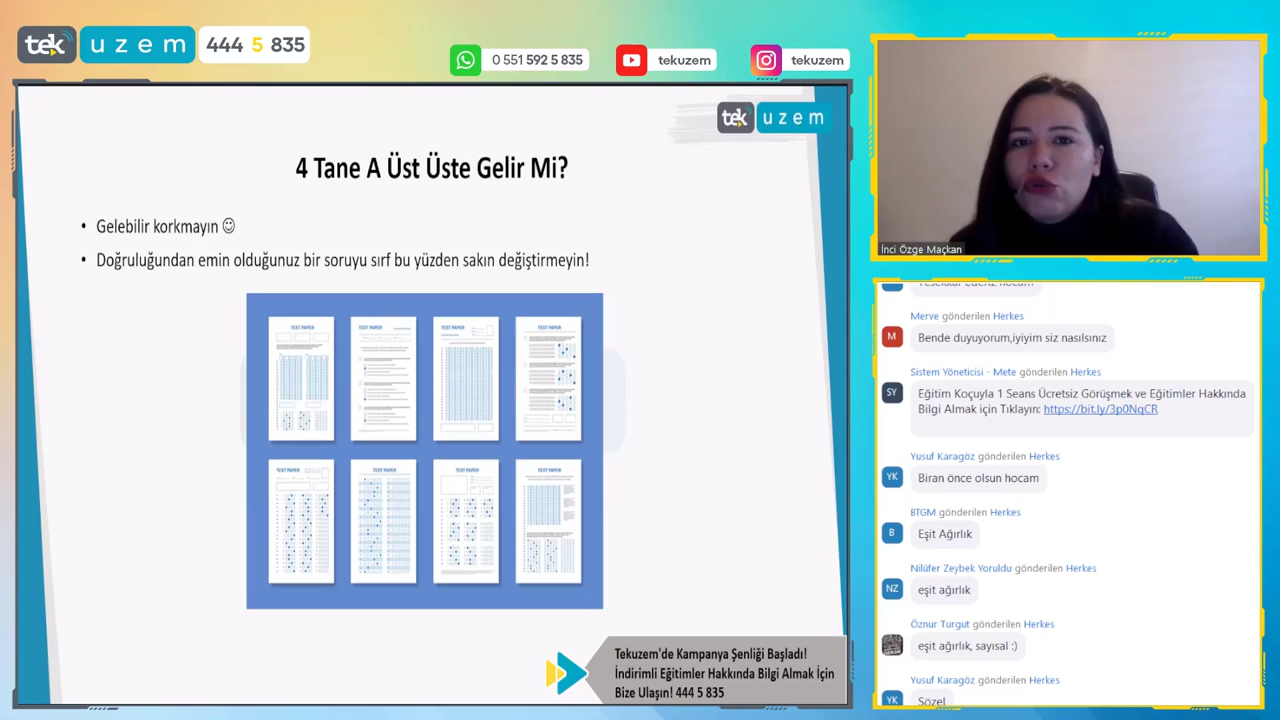 tek uzem 444 5 835
0 551 592 5 835
tekuzem
tekuzem
tek uzem
4 Tane A Üst Üste Gelir Mi?
• Gelebilir korkmayın ☺
• Doğruluğundan emin olduğunuz bir soruyu sırf bu yüzden sakın değiştirmeyin!
TEST PAPER TEST PAPER TEST PAPER TEST PAPER
TEST PAPER TEST PAPER TEST PAPER TEST PAPER
Tekuzem'de Kampanya Şenliği Başladı!
İndirimli Eğitimler Hakkında Bilgi Almak İçin
Bize Ulaşın! 444 5 835
İnci Özge Maçkan
Teşekkür ederiz hocam
Merve gönderilen Herkes
M
Bende duyuyorum,iyiyim siz nasılsınız
Sistem Yöneticisi - Mete gönderilen Herkes
SY
Eğitim Koçuyla 1 Seans Ücretsiz Görüşmek ve Eğitimler Hakkında
Bilgi Almak için Tıklayın: https://bit.ly/3p0NqCR
Yusuf Karagöz gönderilen Herkes
YK
Biran önce olsun hocam
BTGM gönderilen Herkes
B
Eşit Ağırlık
Nilüfer Zeybek Yoruldu gönderilen Herkes
NZ
eşit ağırlık
Öznur Turgut gönderilen Herkes
eşit ağırlık, sayısal :)
Yusuf Karagöz gönderilen Herkes
YK
Sözel